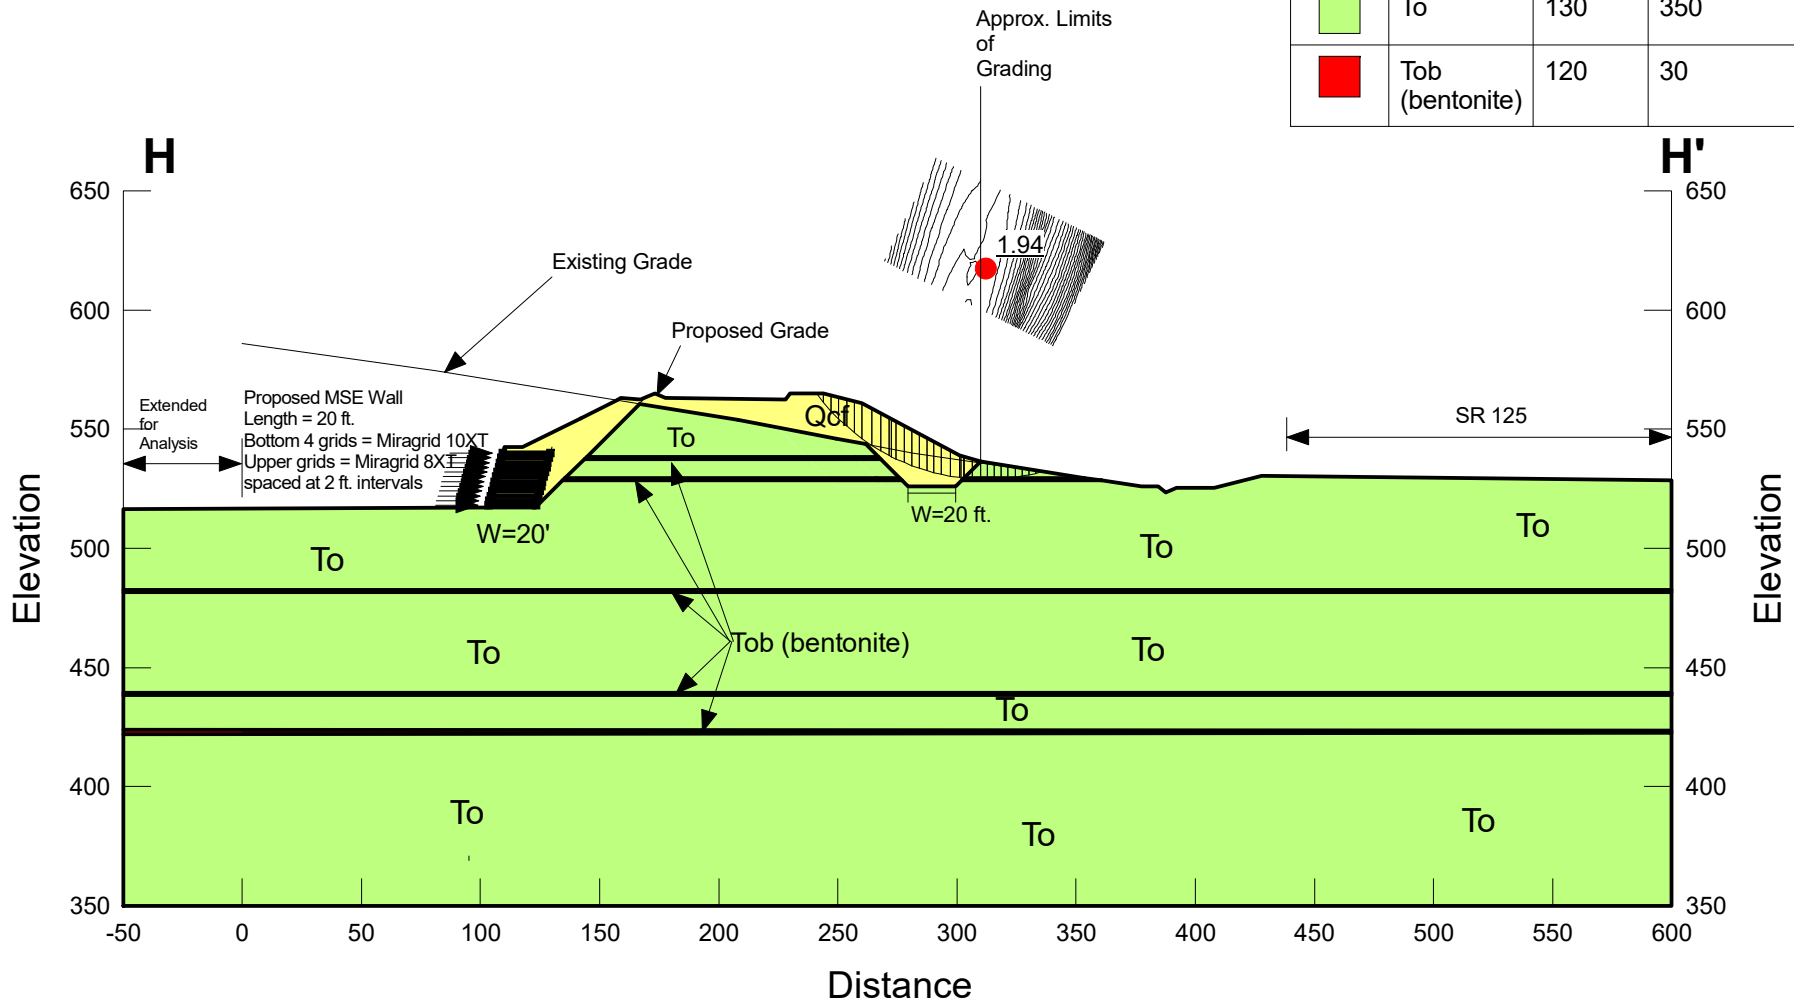 Approx. Limits
of
Grading
To 130 350
Tob
(bentonite) 120 30
H
H'
650
650
1.94
Existing Grade
600
600
Proposed Grade
Extended
for
Analysis
Proposed MSE Wall
Length = 20 ft.
Bottom 4 grids = Miragrid 10XT
Upper grids = Miragrid 8XT
spaced at 2 ft. intervals
550
550
Qcf
SR 125
To
W=20'
W=20 ft.
500
500
To
To
To
Elevation
Elevation
Tob (bentonite)
To
To
450
450
To
400
400
To
To
To
350
350
-50 0 50 100 150 200 250 300 350 400 450 500 550 600
Distance